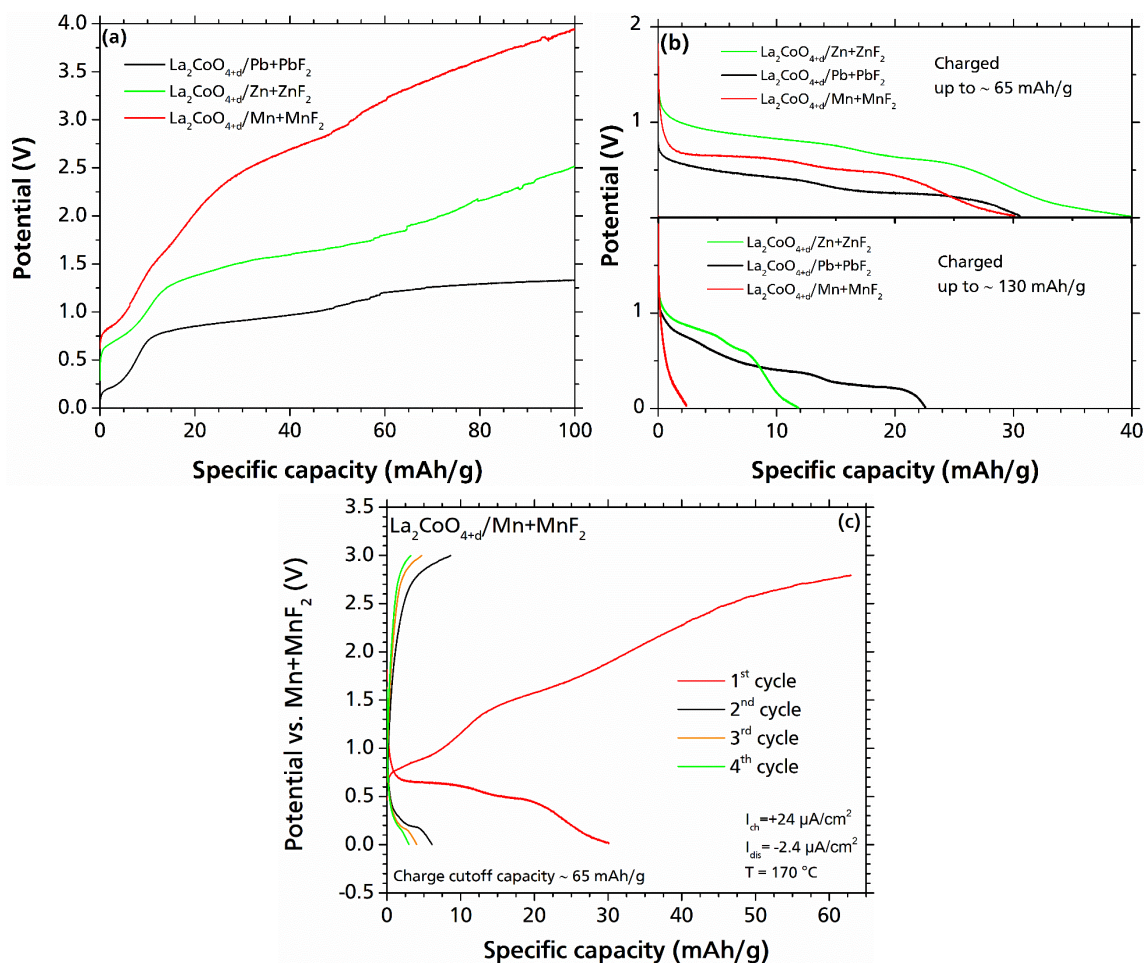 (a)
La₂CoO₄₊d/Pb+PbF₂
La₂CoO₄₊d/Zn+ZnF₂
La₂CoO₄₊d/Mn+MnF₂
4.0
3.5
3.0
2.5
2.0
1.5
1.0
0.5
0.0
Potential (V)
0 20 40 60 80 100
Specific capacity (mAh/g)
(b)
La₂CoO₄₊d/Zn+ZnF₂
La₂CoO₄₊d/Pb+PbF₂
La₂CoO₄₊d/Mn+MnF₂
Charged
up to ~ 65 mAh/g
2
1
La₂CoO₄₊d/Zn+ZnF₂
La₂CoO₄₊d/Pb+PbF₂
La₂CoO₄₊d/Mn+MnF₂
Charged
up to ~ 130 mAh/g
1
0
Potential (V)
0 10 20 30 40
Specific capacity (mAh/g)
La₂CoO₄₊d/Mn+MnF₂
(c)
3.5
3.0
2.5
2.0
1.5
1.0
0.5
0.0
-0.5
Potential vs. Mn+MnF₂ (V)
1st cycle
2nd cycle
3rd cycle
4th cycle
Ich=+24 µA/cm²
Idis=-2.4 µA/cm²
T = 170 °C
Charge cutoff capacity ~ 65 mAh/g
0 10 20 30 40 50 60
Specific capacity (mAh/g)